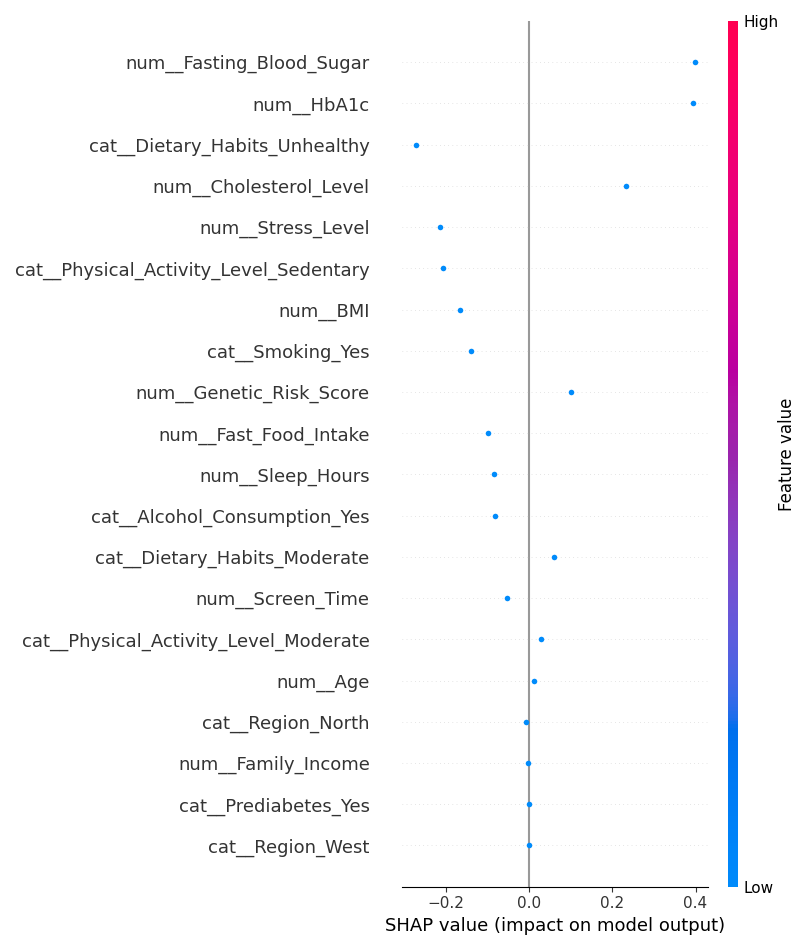 High
num__Fasting_Blood_Sugar
num__HbA1c
cat__Dietary_Habits_Unhealthy
num__Cholesterol_Level
num__Stress_Level
cat__Physical_Activity_Level_Sedentary
num__BMI
cat__Smoking_Yes
num__Genetic_Risk_Score
num__Fast_Food_Intake
num__Sleep_Hours
cat__Alcohol_Consumption_Yes
cat__Dietary_Habits_Moderate
num__Screen_Time
cat__Physical_Activity_Level_Moderate
num__Age
cat__Region_North
num__Family_Income
cat__Prediabetes_Yes
cat__Region_West
Feature value
Low
−0.2 0.0 0.2 0.4
SHAP value (impact on model output)